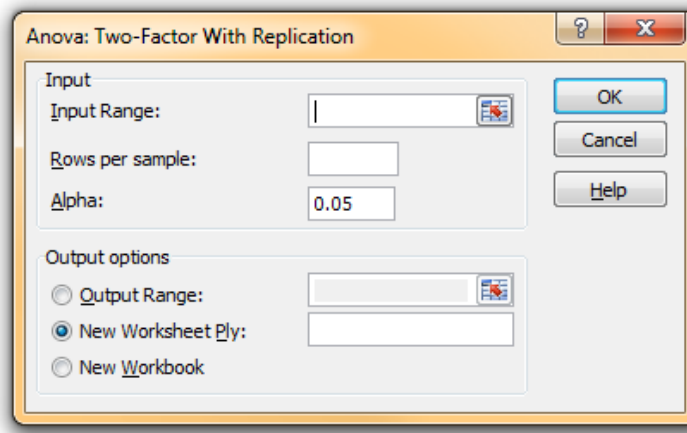 Anova: Two-Factor With Replication
?
Input
Input Range:
Rows per sample:
Alpha: 0.05
OK
Cancel
Help
Output options
Output Range:
New Worksheet Ply:
New Workbook